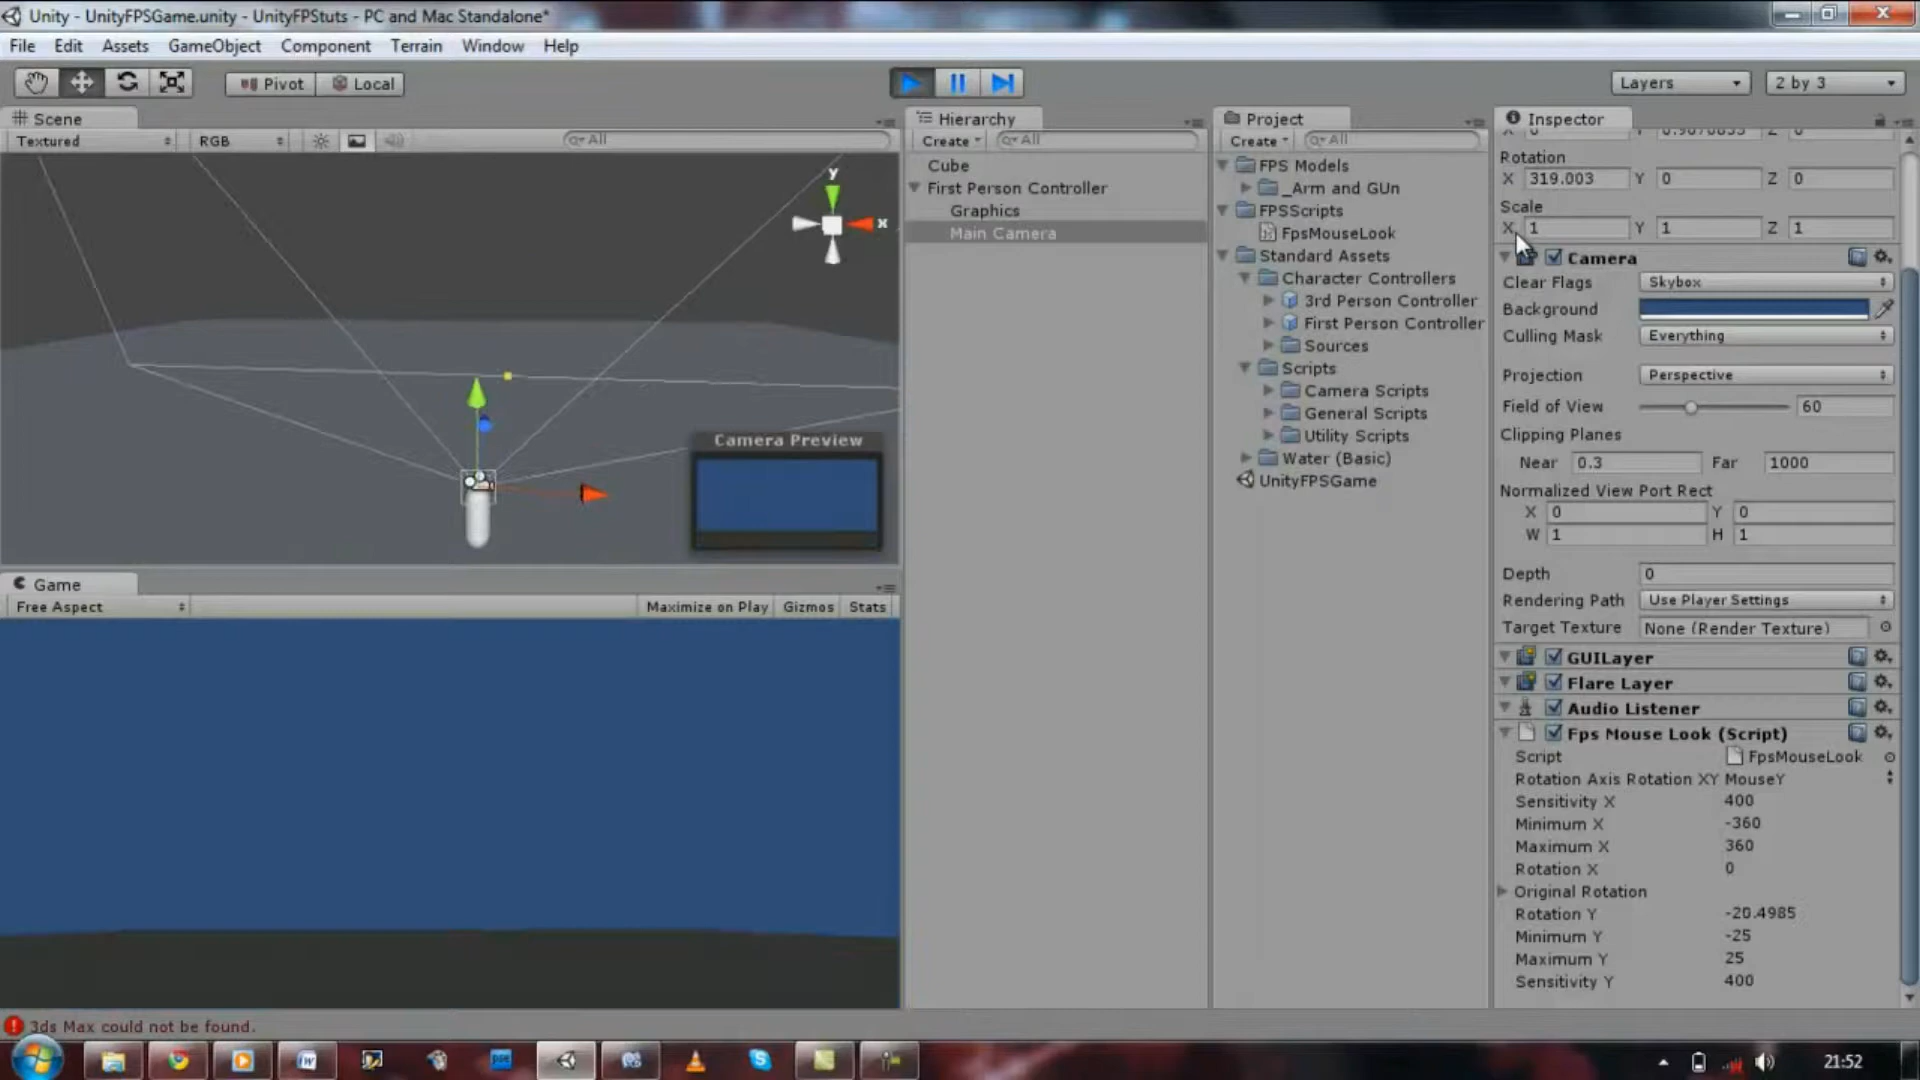 Unity - UnityFPSGame.unity - UnityFPStuts - PC and Mac Standalone*
File Edit Assets GameObject Component Terrain Window Help
Pivot Local
Layers 2 by 3
Scene
Textured RGB All
y
x
Camera Preview
Game
Free Aspect Maximize on Play Gizmos Stats
Hierarchy
Create All
Cube
First Person Controller
Graphics
Main Camera
Project
Create All
FPS Models
_Arm and GUn
FPSScripts
FpsMouseLook
Standard Assets
Character Controllers
3rd Person Controller
First Person Controller
Sources
Scripts
Camera Scripts
General Scripts
Utility Scripts
Water (Basic)
UnityFPSGame
Inspector
X 0 Y Z 0
Rotation
X 319.003 Y 0 Z 0
Scale
X 1 Y 1 Z 1
Camera
Clear Flags Skybox
Background
Culling Mask Everything
Projection Perspective
Field of View 60
Clipping Planes
Near 0.3 Far 1000
Normalized View Port Rect
X 0 Y 0
W 1 H 1
Depth 0
Rendering Path Use Player Settings
Target Texture None (Render Texture)
GUILayer
Flare Layer
Audio Listener
Fps Mouse Look (Script)
Script FpsMouseLook
Rotation Axis Rotation XY MouseY
Sensitivity X 400
Minimum X -360
Maximum X 360
Rotation X 0
Original Rotation
Rotation Y -20.4985
Minimum Y -25
Maximum Y 25
Sensitivity Y 400
3ds Max could not be found.
21:52